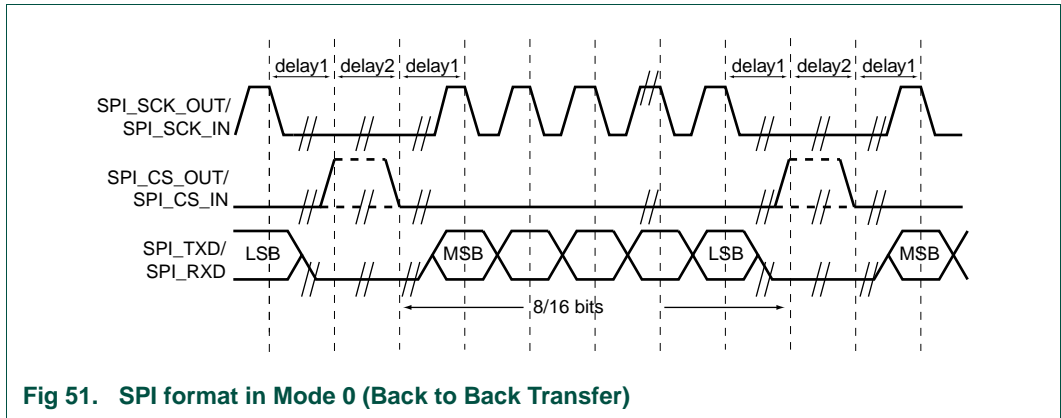 delay1 delay2 delay1 delay1 delay2 delay1
SPI_SCK_OUT/
SPI_SCK_IN
SPI_CS_OUT/
SPI_CS_IN
SPI_TXD/
SPI_RXD
LSB MSB LSB MSB
8/16 bits
Fig 51. SPI format in Mode 0 (Back to Back Transfer)